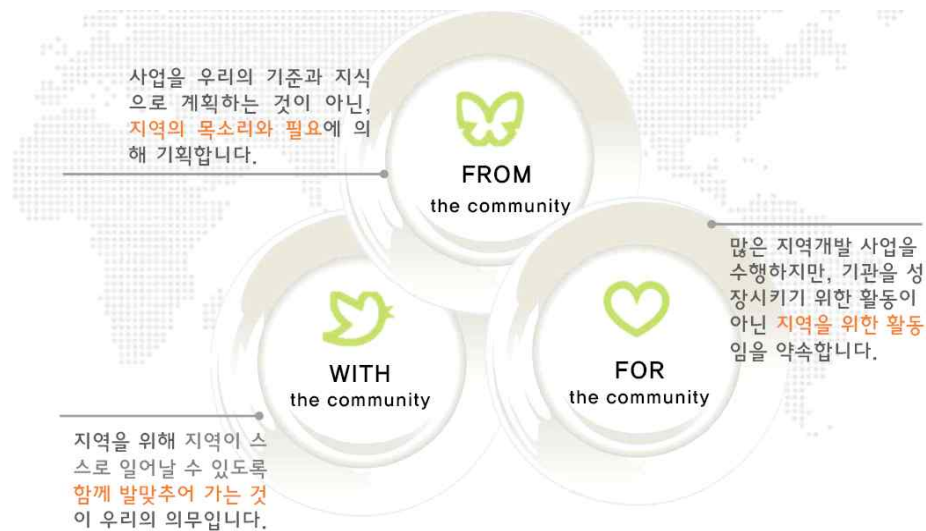 사업을 우리의 기준과 지식
으로 계획하는 것이 아닌,
지역의 목소리와 필요에 의
해 기획합니다.
FROM
the community
많은 지역개발 사업을
수행하지만, 기관을 성
장시키기 위한 활동이
아닌 지역을 위한 활동
임을 약속합니다.
WITH
the community
FOR
the community
지역을 위해 지역이 스
스로 일어날 수 있도록
함께 발맞추어 가는 것
이 우리의 의무입니다.